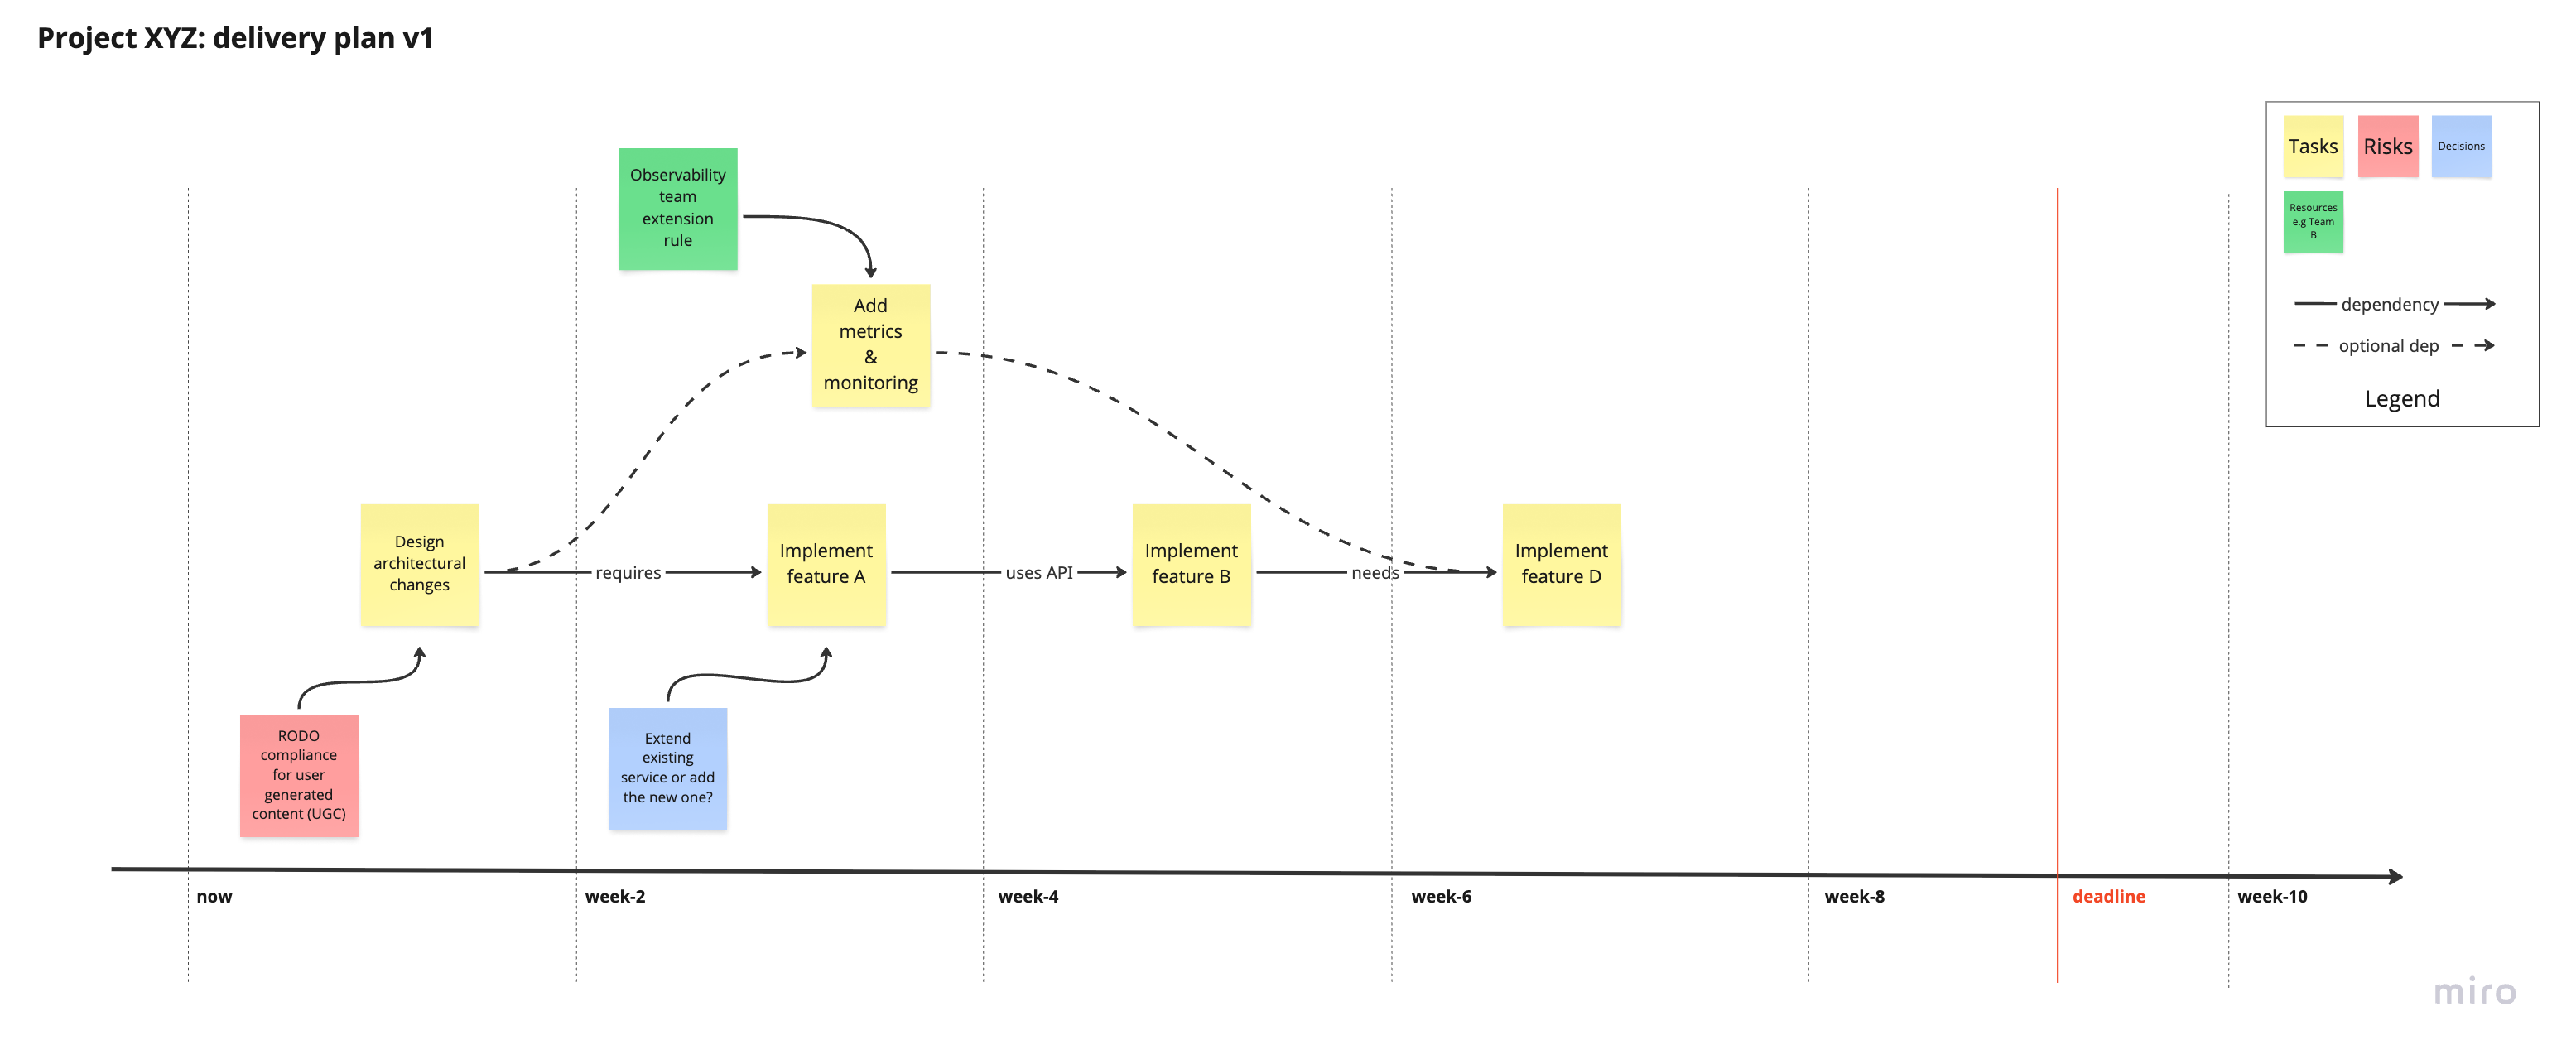 Project XYZ: delivery plan v1
Tasks
Risks
Decisions
Resources
e.g Team
B
dependency
optional dep
Legend
Observability
team
extension
rule
Add
metrics
&
monitoring
Design
architectural
changes
requires
Implement
feature A
uses API
Implement
feature B
needs
Implement
feature D
RODO
compliance
for user
generated
content (UGC)
Extend
existing
service or add
the new one?
now
week-2
week-4
week-6
week-8
deadline
week-10
miro